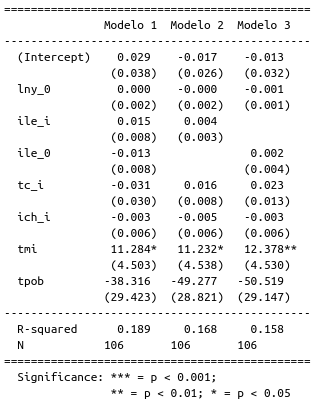 ==============================================
             Modelo 1  Modelo 2  Modelo 3
----------------------------------------------
(Intercept)    0.029    -0.017    -0.013
              (0.038)   (0.026)   (0.032)
lny_0          0.000    -0.000    -0.001
              (0.002)   (0.002)   (0.001)
ile_i          0.015     0.004
              (0.008)   (0.003)
ile_0         -0.013               0.002
              (0.008)             (0.004)
tc_i          -0.031     0.016     0.023
              (0.030)   (0.008)   (0.013)
ich_i         -0.003    -0.005    -0.003
              (0.006)   (0.006)   (0.006)
tmi           11.284*   11.232*   12.378**
              (4.503)   (4.538)   (4.530)
tpob         -38.316   -49.277   -50.519
             (29.423)  (28.821)  (29.147)
----------------------------------------------
R-squared      0.189     0.168     0.158
N            106       106       106
==============================================
Significance: *** = p < 0.001;
              ** = p < 0.01; * = p < 0.05